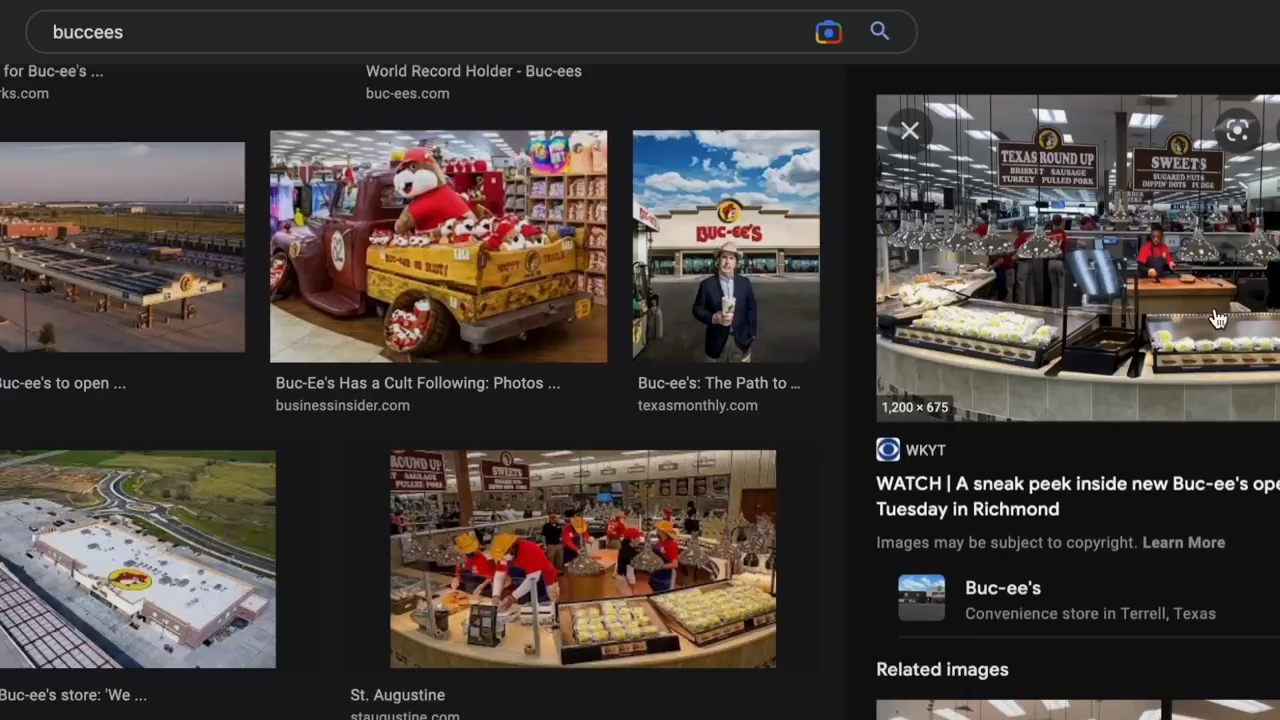 buccees
for Buc-ee's ...
rks.com
World Record Holder - Buc-ees
buc-ees.com
BUC-EE'S
TEXAS ROUND UP
BRISKET SAUSAGE
TURKEY PULLED PORK
SWEETS
SUGARED NUTS
DIPPIN' DOTS FUDGE
1,200 × 675
Buc-ee's to open ...
Buc-Ee's Has a Cult Following: Photos ...
businessinsider.com
Buc-ee's: The Path to ...
texasmonthly.com
WKYT
WATCH | A sneak peek inside new Buc-ee's ope
Tuesday in Richmond
Images may be subject to copyright. Learn More
Buc-ee's
Convenience store in Terrell, Texas
Related images
ROUND UP
SWEETS
Buc-ee's store: 'We ...
St. Augustine
staugustine.com